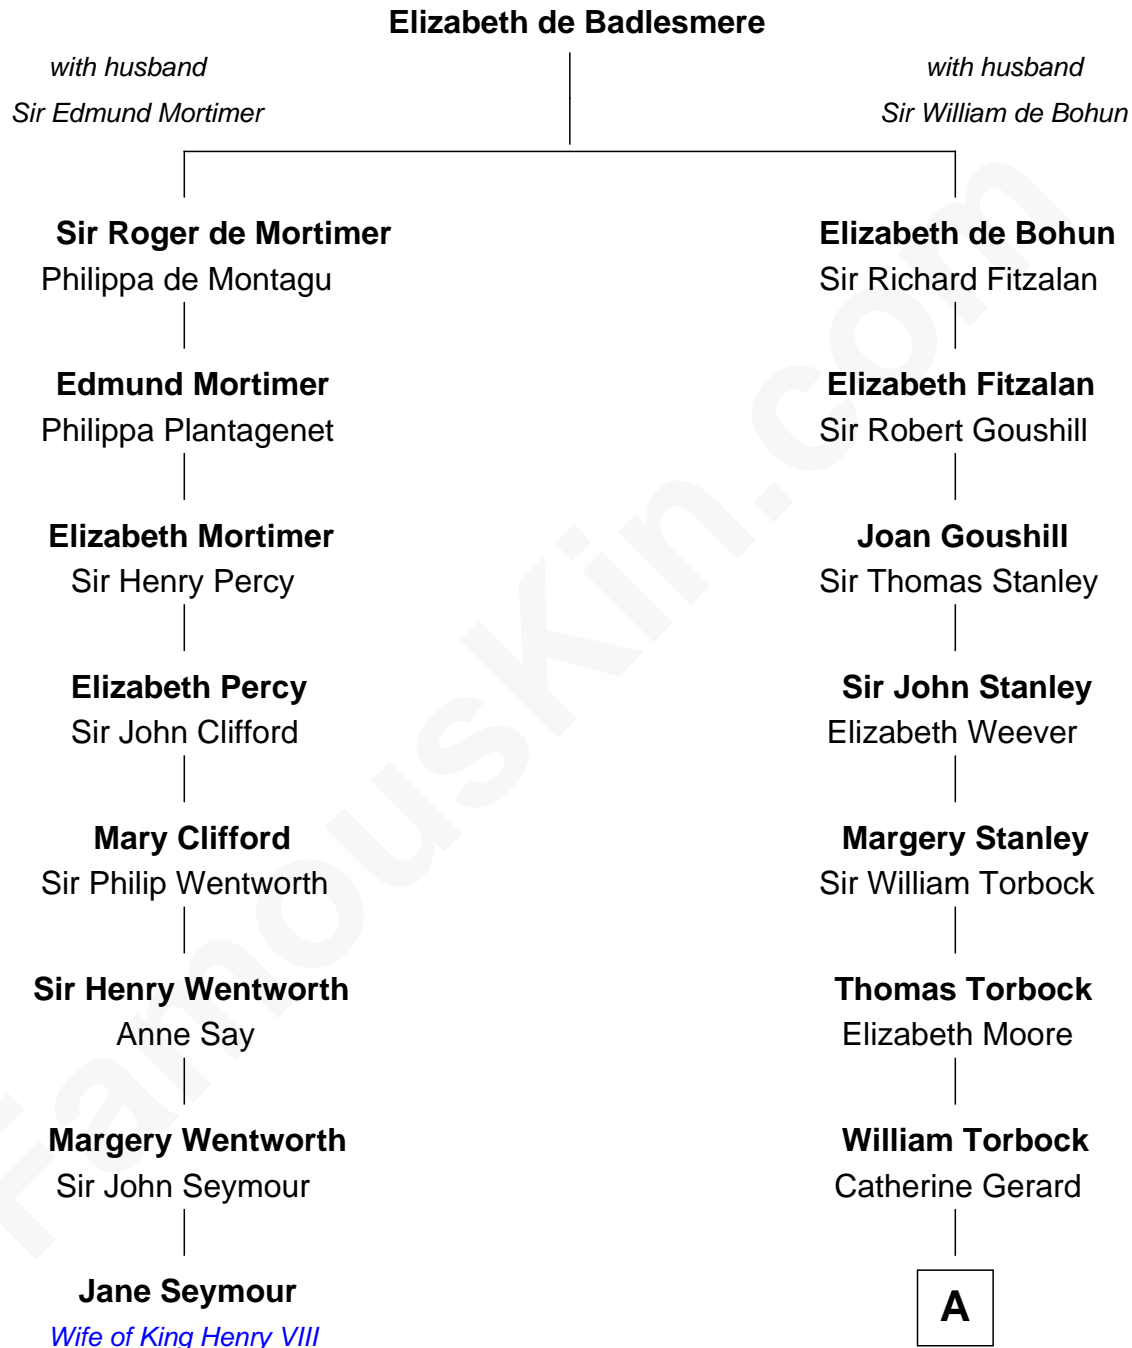 Elizabeth de Badlesmere
with husband
Sir Edmund Mortimer
with husband
Sir William de Bohun
Sir Roger de Mortimer
Philippa de Montagu
Edmund Mortimer
Philippa Plantagenet
Elizabeth Mortimer
Sir Henry Percy
Elizabeth Percy
Sir John Clifford
Mary Clifford
Sir Philip Wentworth
Sir Henry Wentworth
Anne Say
Margery Wentworth
Sir John Seymour
Jane Seymour
Wife of King Henry VIII
Elizabeth de Bohun
Sir Richard Fitzalan
Elizabeth Fitzalan
Sir Robert Goushill
Joan Goushill
Sir Thomas Stanley
Sir John Stanley
Elizabeth Weever
Margery Stanley
Sir William Torbock
Thomas Torbock
Elizabeth Moore
William Torbock
Catherine Gerard
A
FamousKin.com